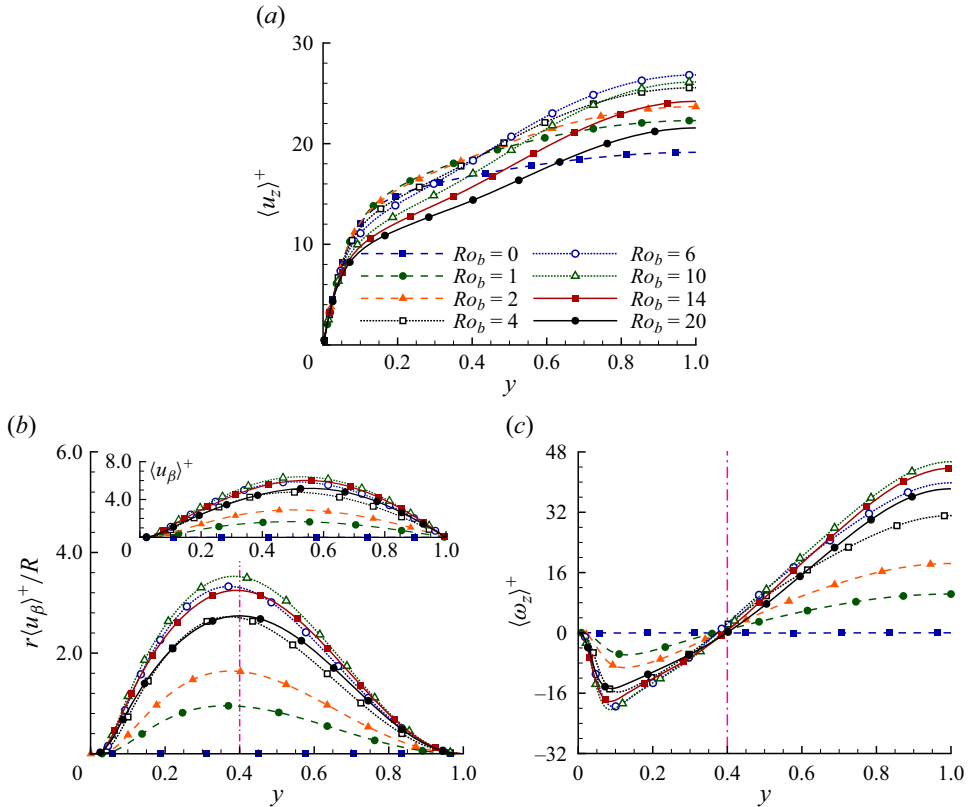 (a)
30
20
10
0
⟨u_z⟩⁺
Ro_b = 0
Ro_b = 1
Ro_b = 2
Ro_b = 4
Ro_b = 6
Ro_b = 10
Ro_b = 14
Ro_b = 20
0.2 0.4 0.6 0.8 1.0
y
(b)
6.0
4.0
2.0
r⟨u_β⟩⁺/R
8.0
4.0
0
⟨u_β⟩⁺
0.2 0.4 0.6 0.8 1.0
0 0.2 0.4 0.6 0.8 1.0
y
(c)
48
32
16
0
−16
−32
⟨ω_z⟩⁺
0 0.2 0.4 0.6 0.8 1.0
y